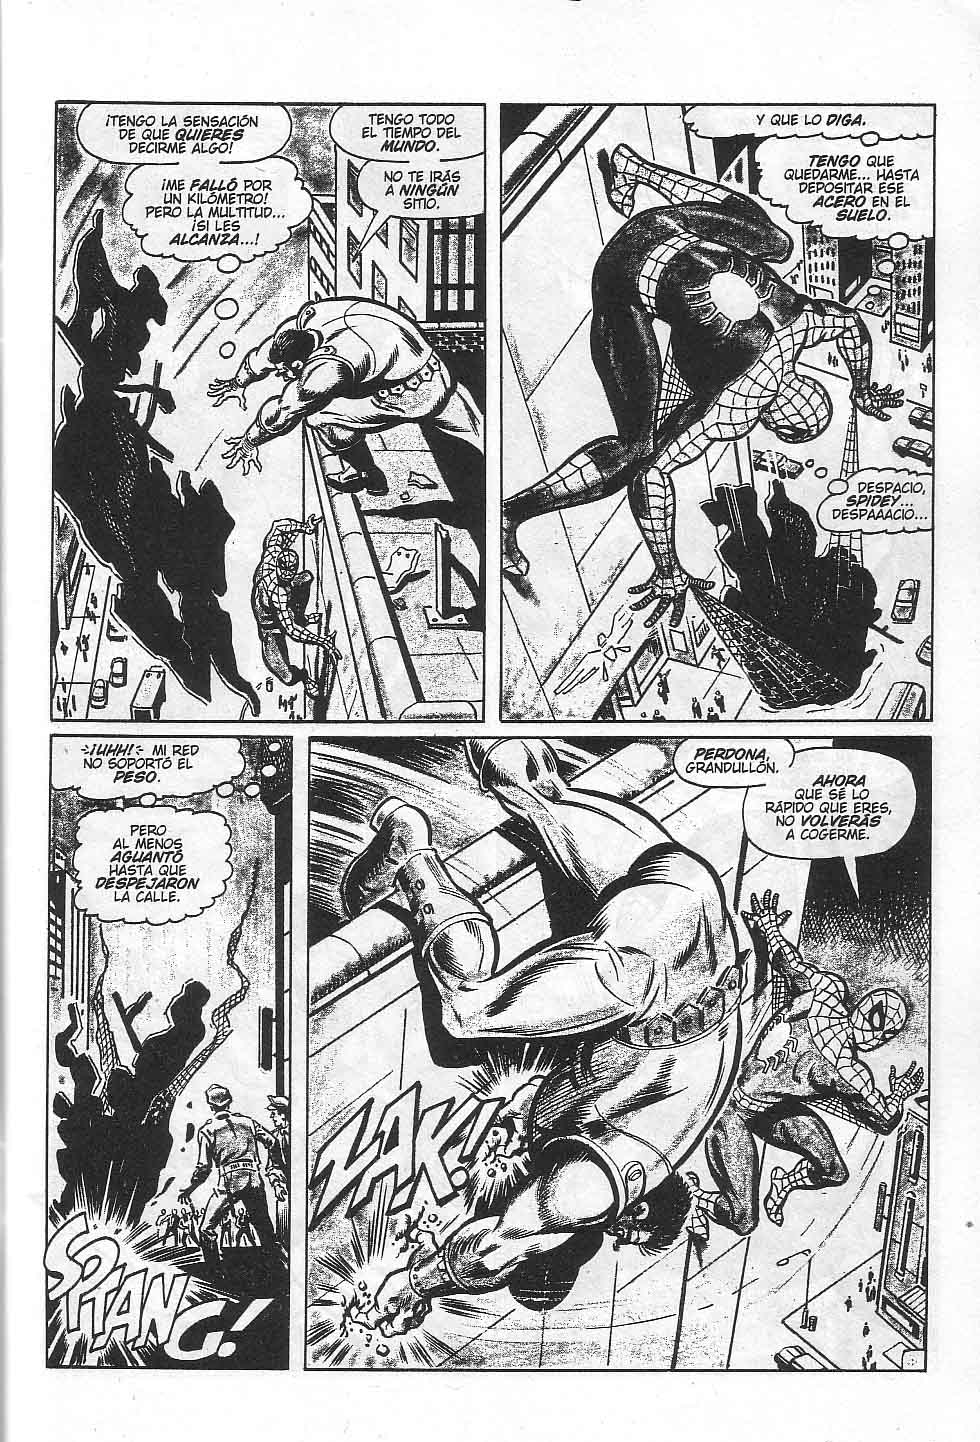 ¡TENGO LA SENSACIÓN
DE QUE QUIERES
DECIRME ALGO!
¡ME FALLÓ POR
UN KILÓMETRO!
PERO LA MULTITUD...
¡SI LES
ALCANZA...!
TENGO TODO
EL TIEMPO DEL
MUNDO.
NO TE IRÁS
A NINGÚN
SITIO.
Y QUE LO DIGA.
TENGO QUE
QUEDARME... HASTA
DEPOSITAR ESE
ACERO EN EL
SUELO.
DESPACIO,
SPIDEY...
DESPAAACIO...
¡UHH! MI RED
NO SOPORTÓ EL
PESO.
PERO
AL MENOS
AGUANTÓ
HASTA QUE
DESPEJARON
LA CALLE.
SPTANG!
PERDONA,
GRANDULLÓN.
AHORA
QUE SÉ LO
RÁPIDO QUE ERES,
NO VOLVERÁS
A COGERME.
ZAK!